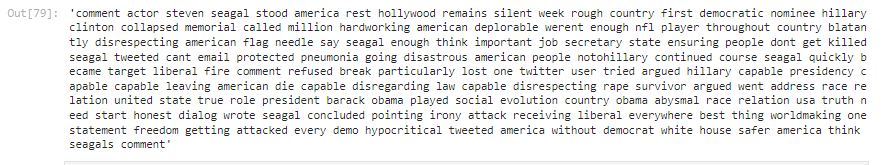 Out[79]: 'comment actor steven seagal stood america rest hollywood remains silent week rough country first democratic nominee hillary
clinton collapsed memorial called million hardworking american deplorable werent enough nfl player throughout country blatan
tly disrespecting american flag needle say seagal enough think important job secretary state ensuring people dont get killed
seagal tweeted cant email protected pneumonia going disastrous american people notohillary continued course seagal quickly b
ecame target liberal fire comment refused break particularly lost one twitter user tried argued hillary capable presidency c
apable capable leaving american die capable disregarding law capable disrespecting rape survivor argued went address race re
lation united state true role president barack obama played social evolution country obama abysmal race relation usa truth n
eed start honest dialog wrote seagal concluded pointing irony attack receiving liberal everywhere best thing worldmaking one
statement freedom getting attacked every demo hypocritical tweeted america without democrat white house safer america think
seagals comment'